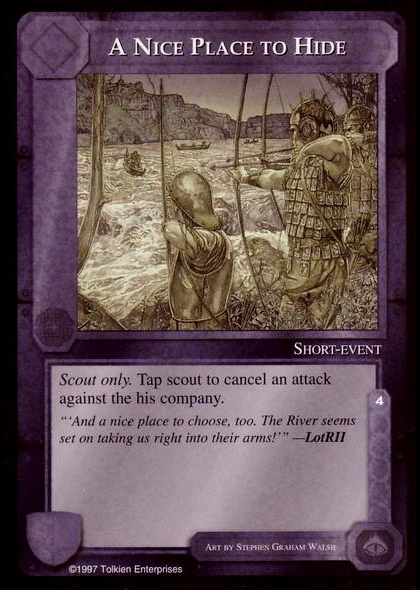 A NICE PLACE TO HIDE
SHORT-EVENT
Scout only. Tap scout to cancel an attack
against the his company.
“‘And a nice place to choose, too. The River seems
set on taking us right into their arms!’” —LotRII
4
ART BY STEPHEN GRAHAM WALSH
©1997 Tolkien Enterprises